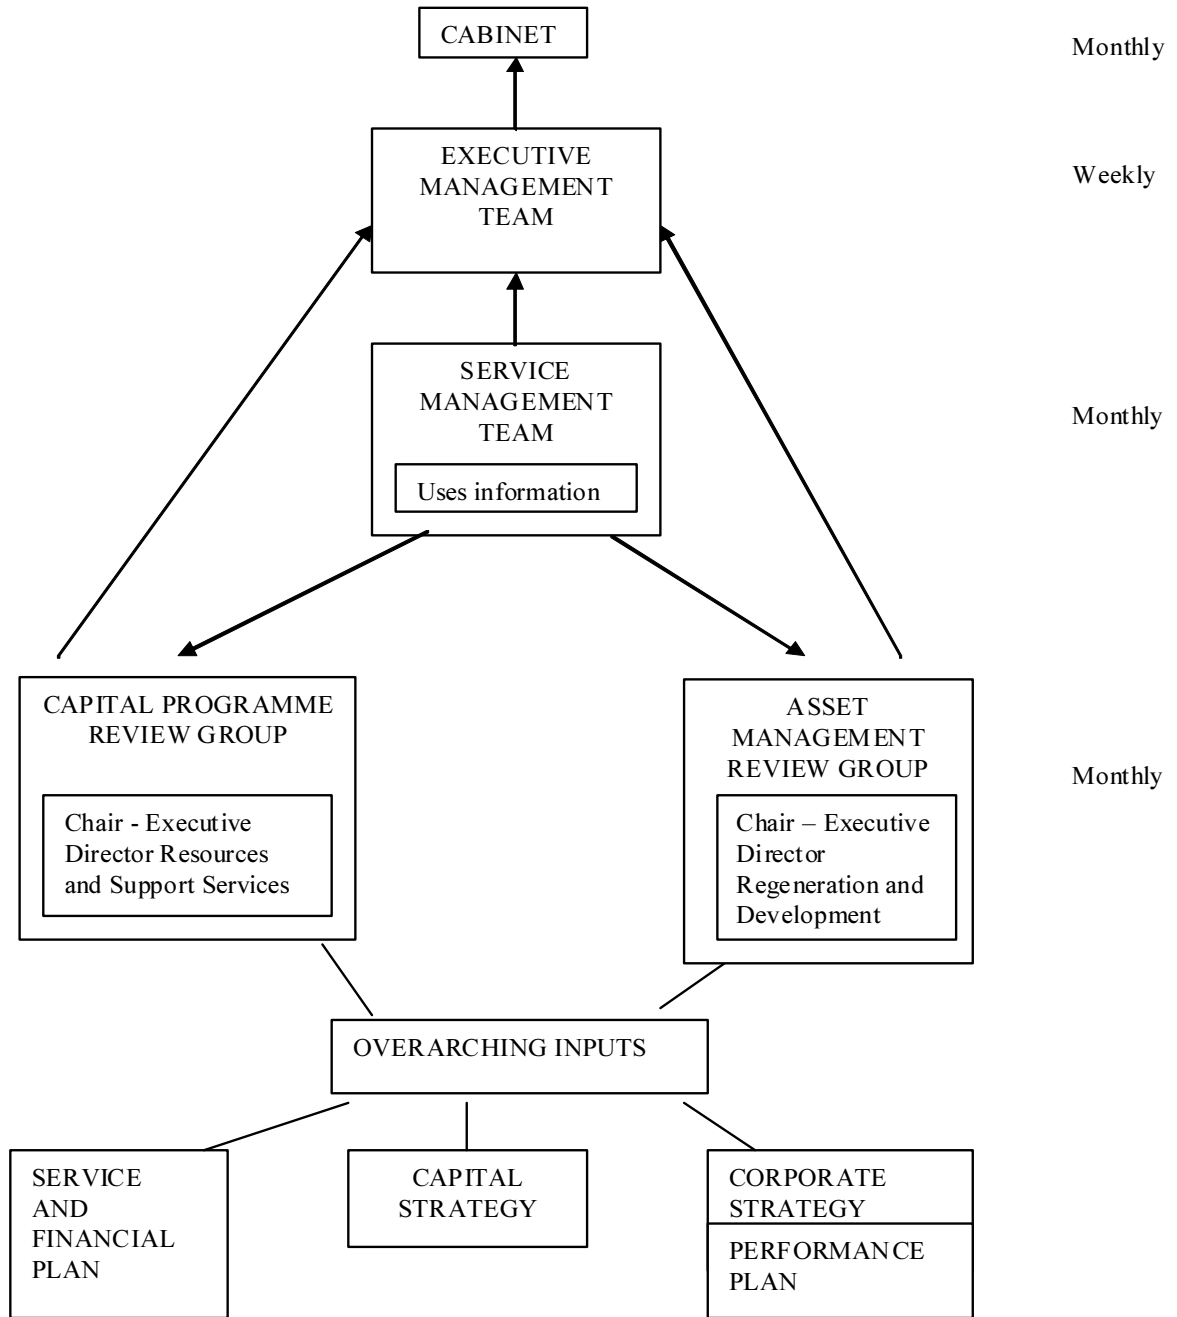 CABINET
Monthly
EXECUTIVE
MANAGEMENT
TEAM
Weekly
SERVICE
MANAGEMENT
TEAM
Uses information
Monthly
CAPITAL PROGRAMME
REVIEW GROUP
Chair - Executive
Director Resources
and Support Services
ASSET
MANAGEMENT
REVIEW GROUP
Chair – Executive
Director
Regeneration and
Development
Monthly
OVERARCHING INPUTS
SERVICE
AND
FINANCIAL
PLAN
CAPITAL
STRATEGY
CORPORATE
STRATEGY
PERFORMANCE
PLAN